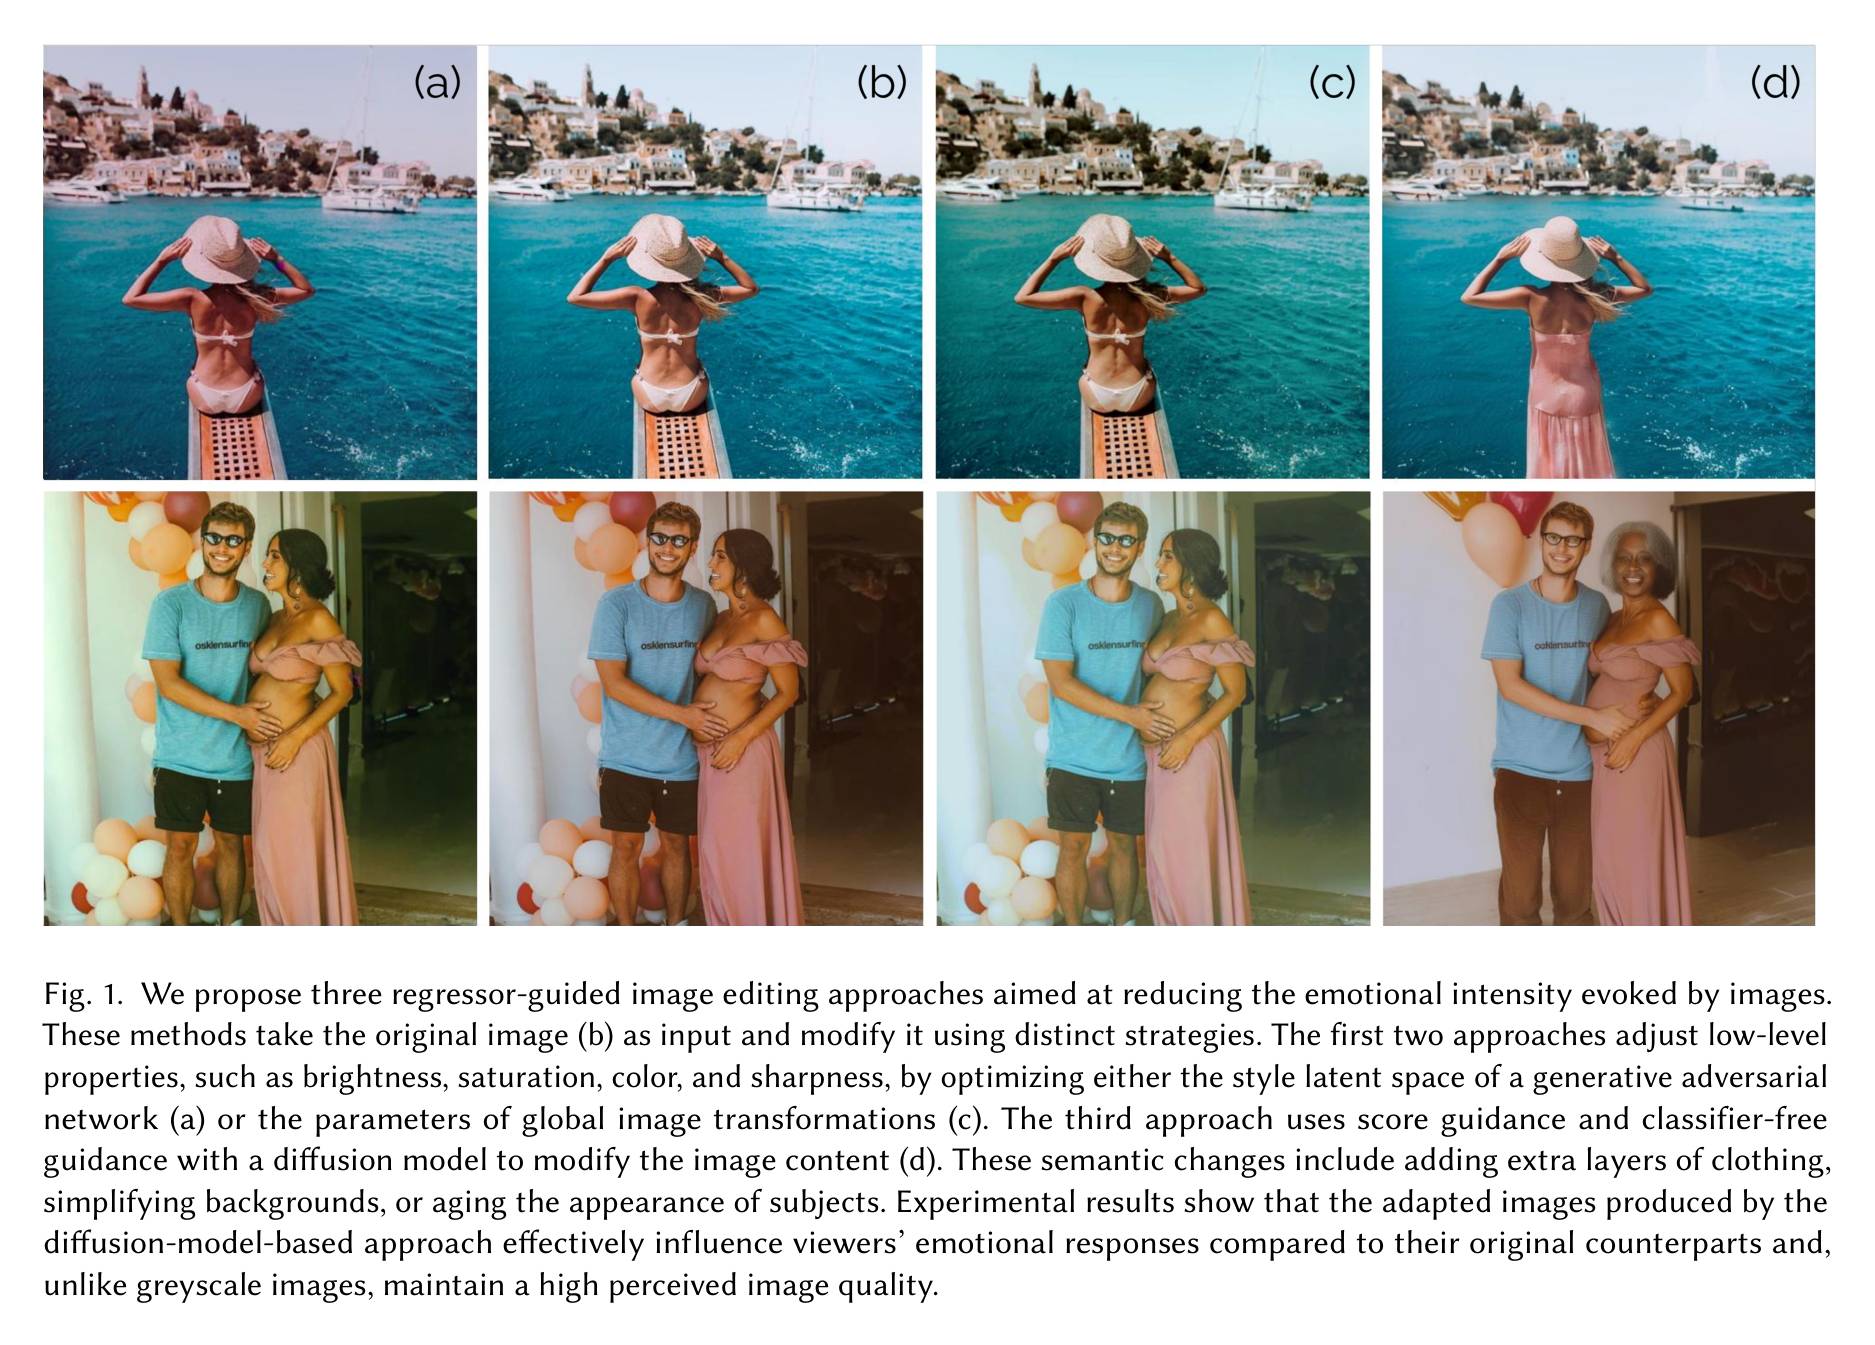 (a)
(b)
(c)
(d)
osklensurfing
osklensurfing
osklensurfing
Fig. 1. We propose three regressor-guided image editing approaches aimed at reducing the emotional intensity evoked by images.
These methods take the original image (b) as input and modify it using distinct strategies. The first two approaches adjust low-level
properties, such as brightness, saturation, color, and sharpness, by optimizing either the style latent space of a generative adversarial
network (a) or the parameters of global image transformations (c). The third approach uses score guidance and classifier-free
guidance with a diffusion model to modify the image content (d). These semantic changes include adding extra layers of clothing,
simplifying backgrounds, or aging the appearance of subjects. Experimental results show that the adapted images produced by the
diffusion-model-based approach effectively influence viewers’ emotional responses compared to their original counterparts and,
unlike greyscale images, maintain a high perceived image quality.